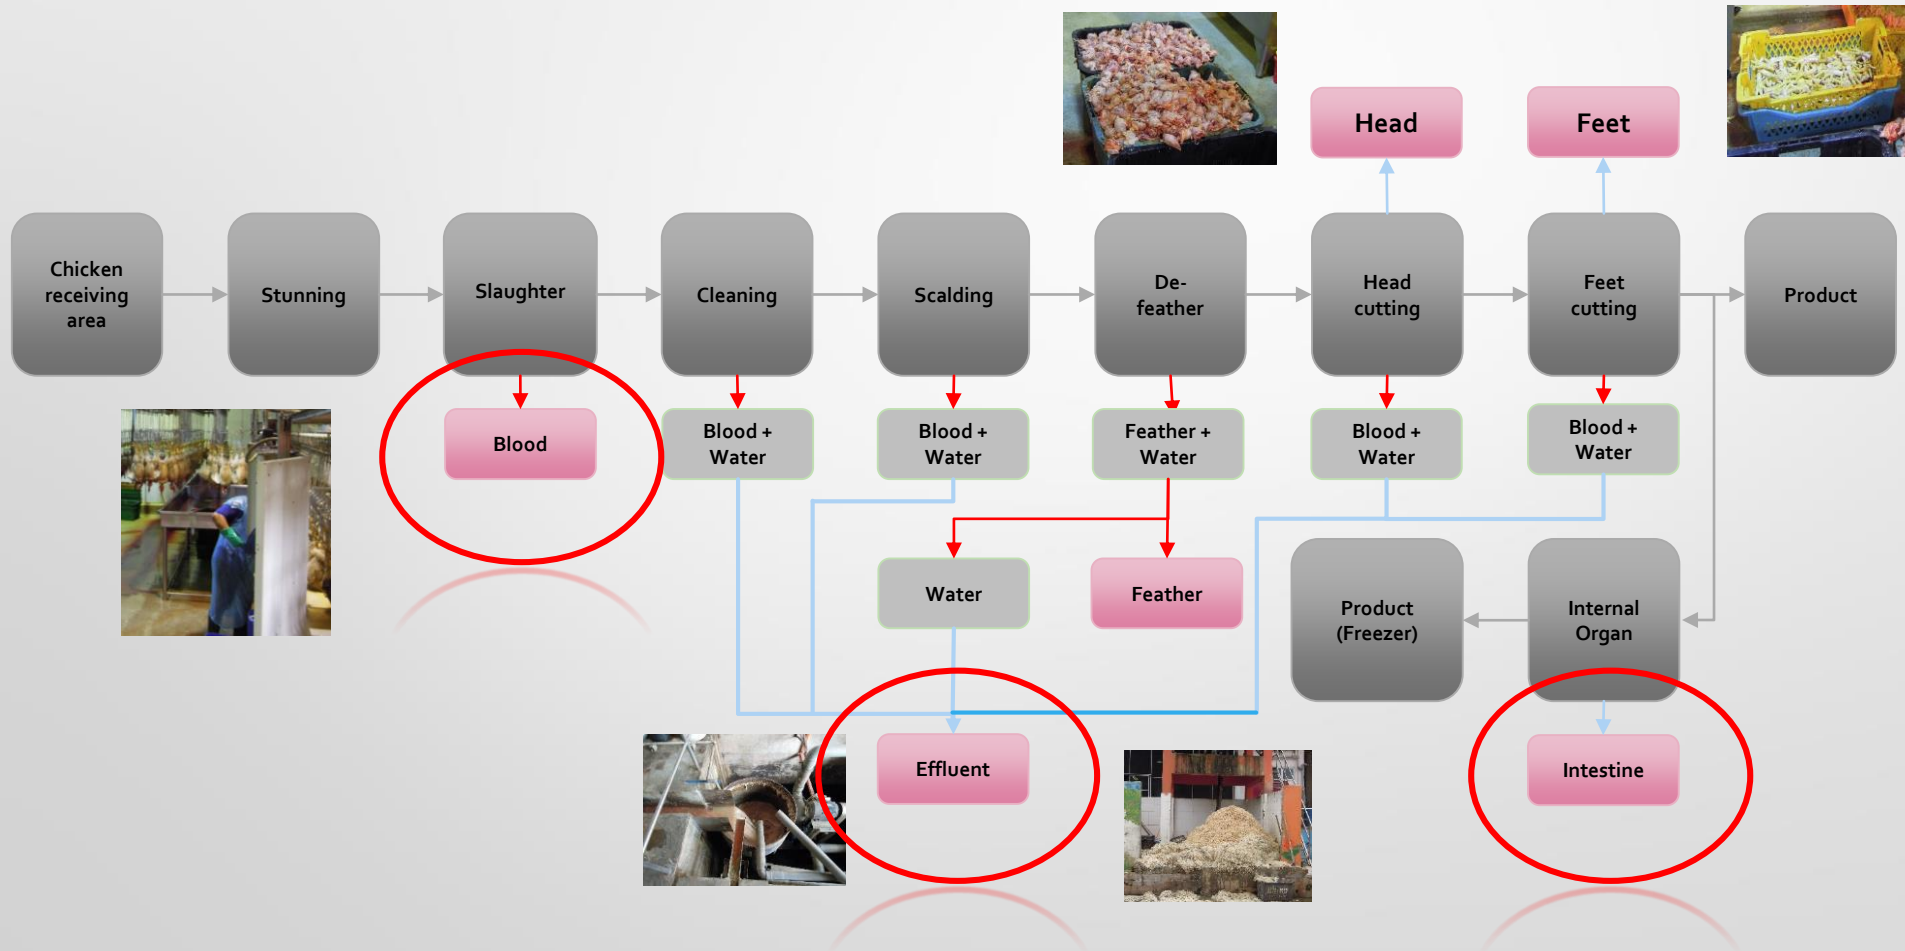 Head
Feet
Chicken
receiving
area
Stunning
Slaughter
Cleaning
Scalding
De-
feather
Head
cutting
Feet
cutting
Product
Blood
Blood +
Water
Blood +
Water
Feather +
Water
Blood +
Water
Blood +
Water
Water
Feather
Product
(Freezer)
Internal
Organ
Effluent
Intestine